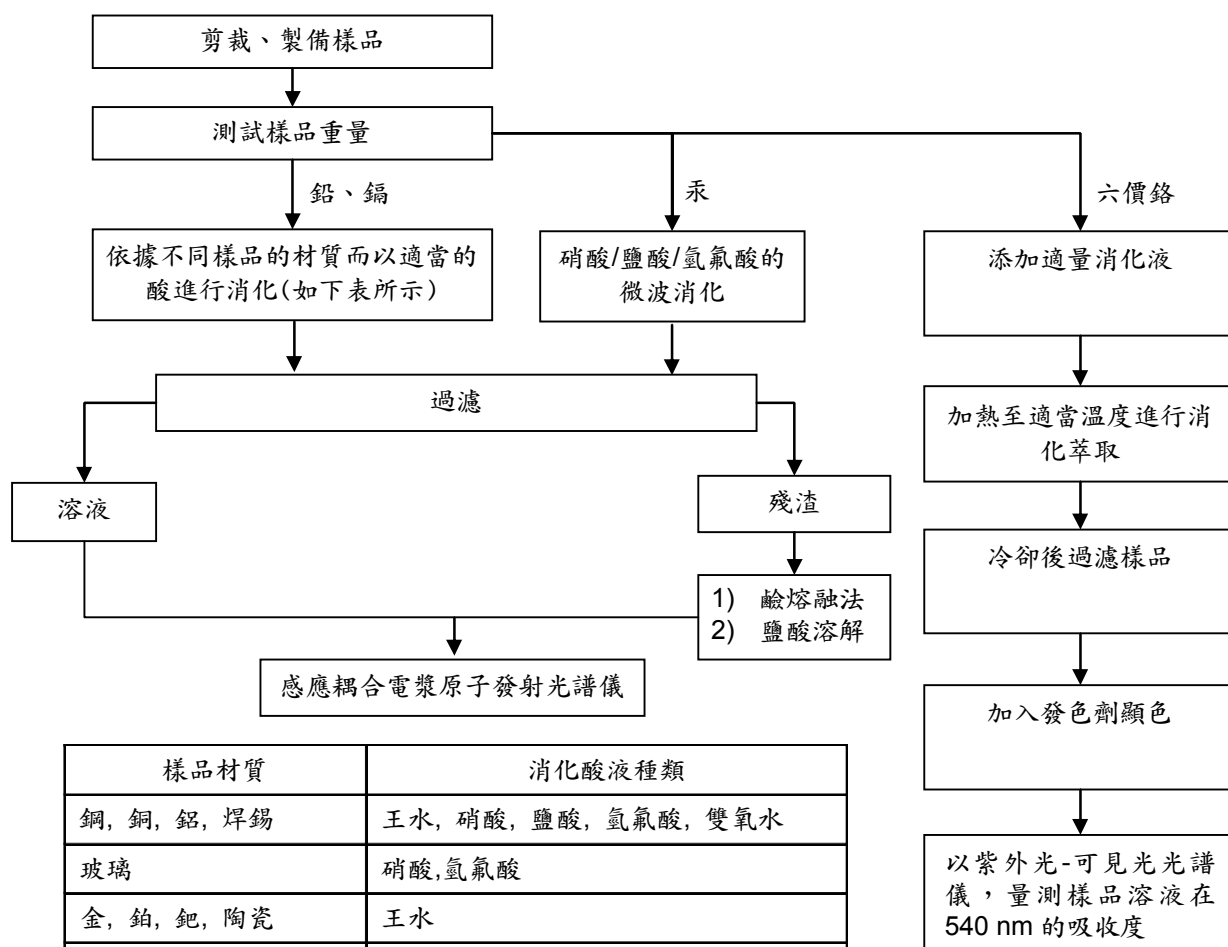 剪裁、製備樣品
測試樣品重量
鉛、鎘
汞
六價鉻
依據不同樣品的材質而以適當的
酸進行消化(如下表所示)
硝酸/鹽酸/氫氟酸的
微波消化
添加適量消化液
過濾
加熱至適當溫度進行消
化萃取
溶液
殘渣
冷卻後過濾樣品
1) 鹼熔融法
2) 鹽酸溶解
感應耦合電漿原子發射光譜儀
加入發色劑顯色
樣品材質 消化酸液種類
鋼, 銅, 鋁, 焊錫 王水, 硝酸, 鹽酸, 氫氟酸, 雙氧水
玻璃 硝酸,氫氟酸
金, 鉑, 鈀, 陶瓷 王水
以紫外光-可見光光譜
儀，量測樣品溶液在
540 nm 的吸收度